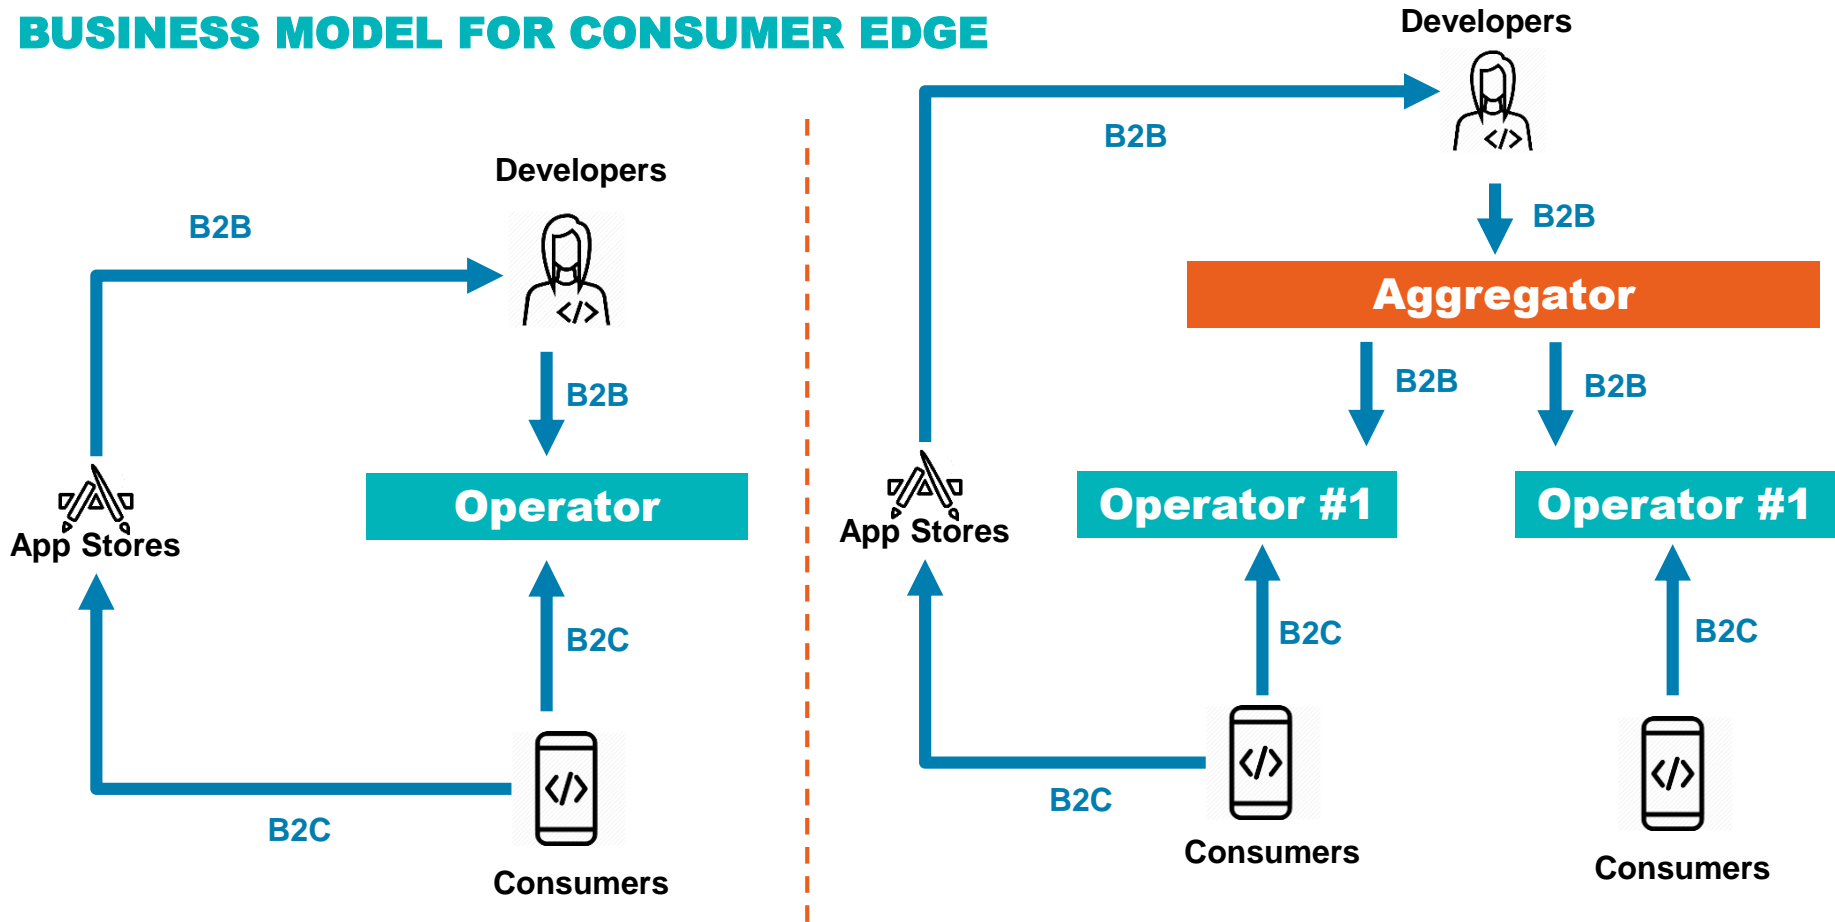 BUSINESS MODEL FOR CONSUMER EDGE
Developers
B2B
</>
B2B
Operator
App Stores
B2C
</>
B2C
Consumers
Developers
</>
B2B
B2B
Aggregator
B2B
B2B
Operator #1
Operator #1
App Stores
B2C
B2C
</>
</>
B2C
Consumers
Consumers